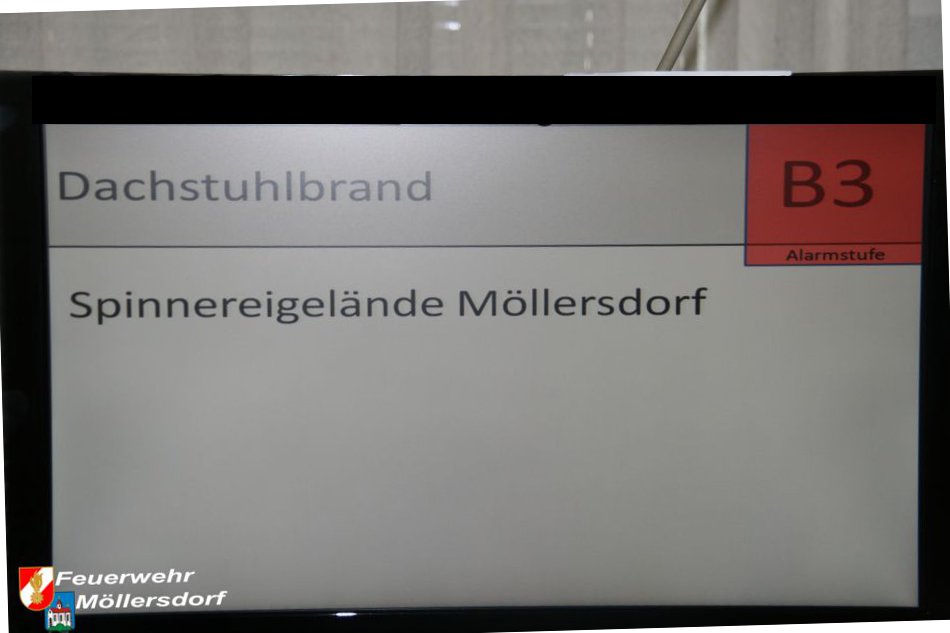 Dachstuhlbrand
B3
Alarmstufe
Spinnereigelände Möllersdorf
Feuerwehr
Möllersdorf